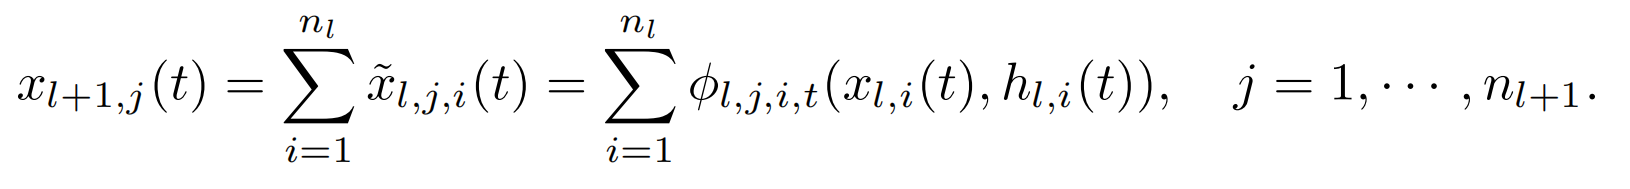 $x_{l+1,j}(t) = \sum_{i=1}^{n_l} \tilde{x}_{l,j,i}(t) = \sum_{i=1}^{n_l} \phi_{l,j,i,t}(x_{l,i}(t), h_{l,i}(t)), \quad j = 1, \cdots, n_{l+1}.$